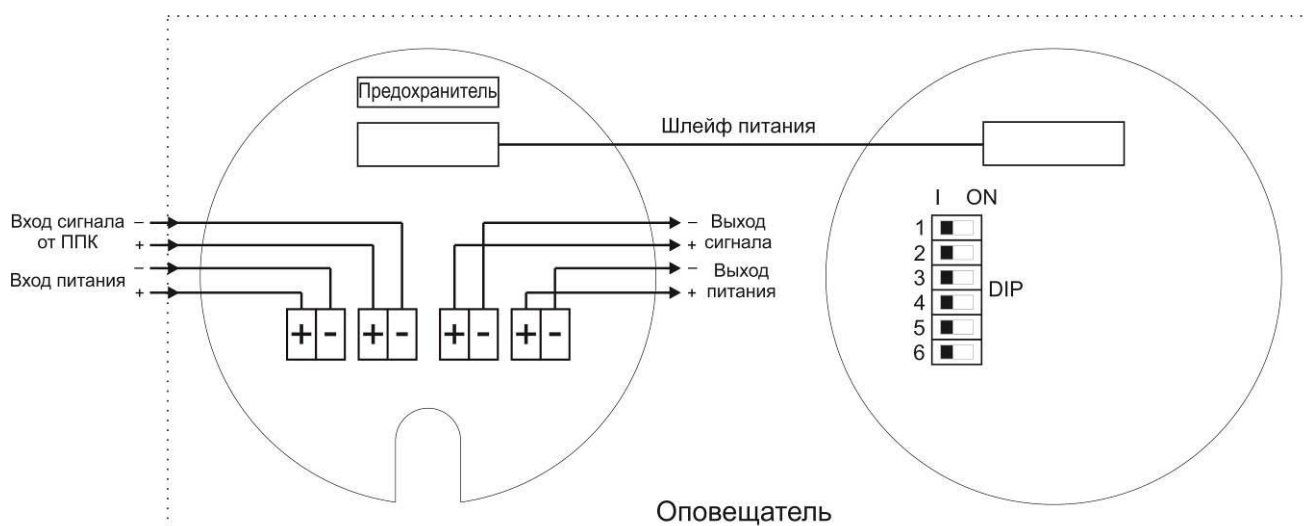 Предохранитель
Шлейф питания
I ON
Вход сигнала –
от ППК +
–
Вход питания
+
– Выход
+ сигнала
– Выход
+ питания
+ - + - + - + -
1
2
3
4
5
6
DIP
Оповещатель